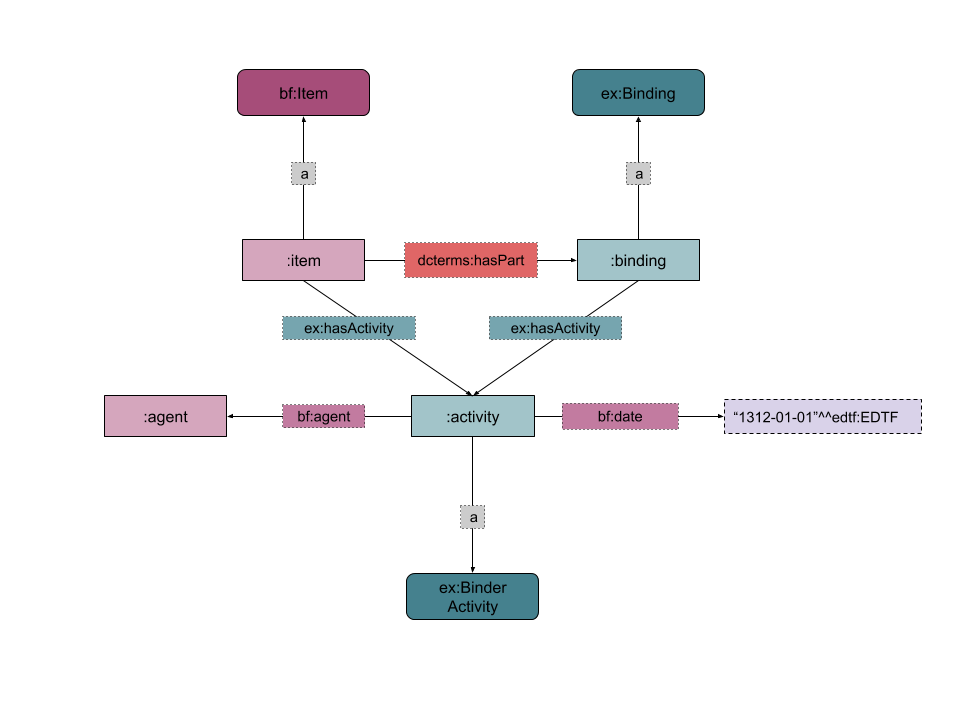 bf:Item
ex:Binding
a
a
:item
dcterms:hasPart
:binding
ex:hasActivity
ex:hasActivity
:agent
bf:agent
:activity
bf:date
“1312-01-01”^^edtf:EDTF
a
ex:Binder
Activity